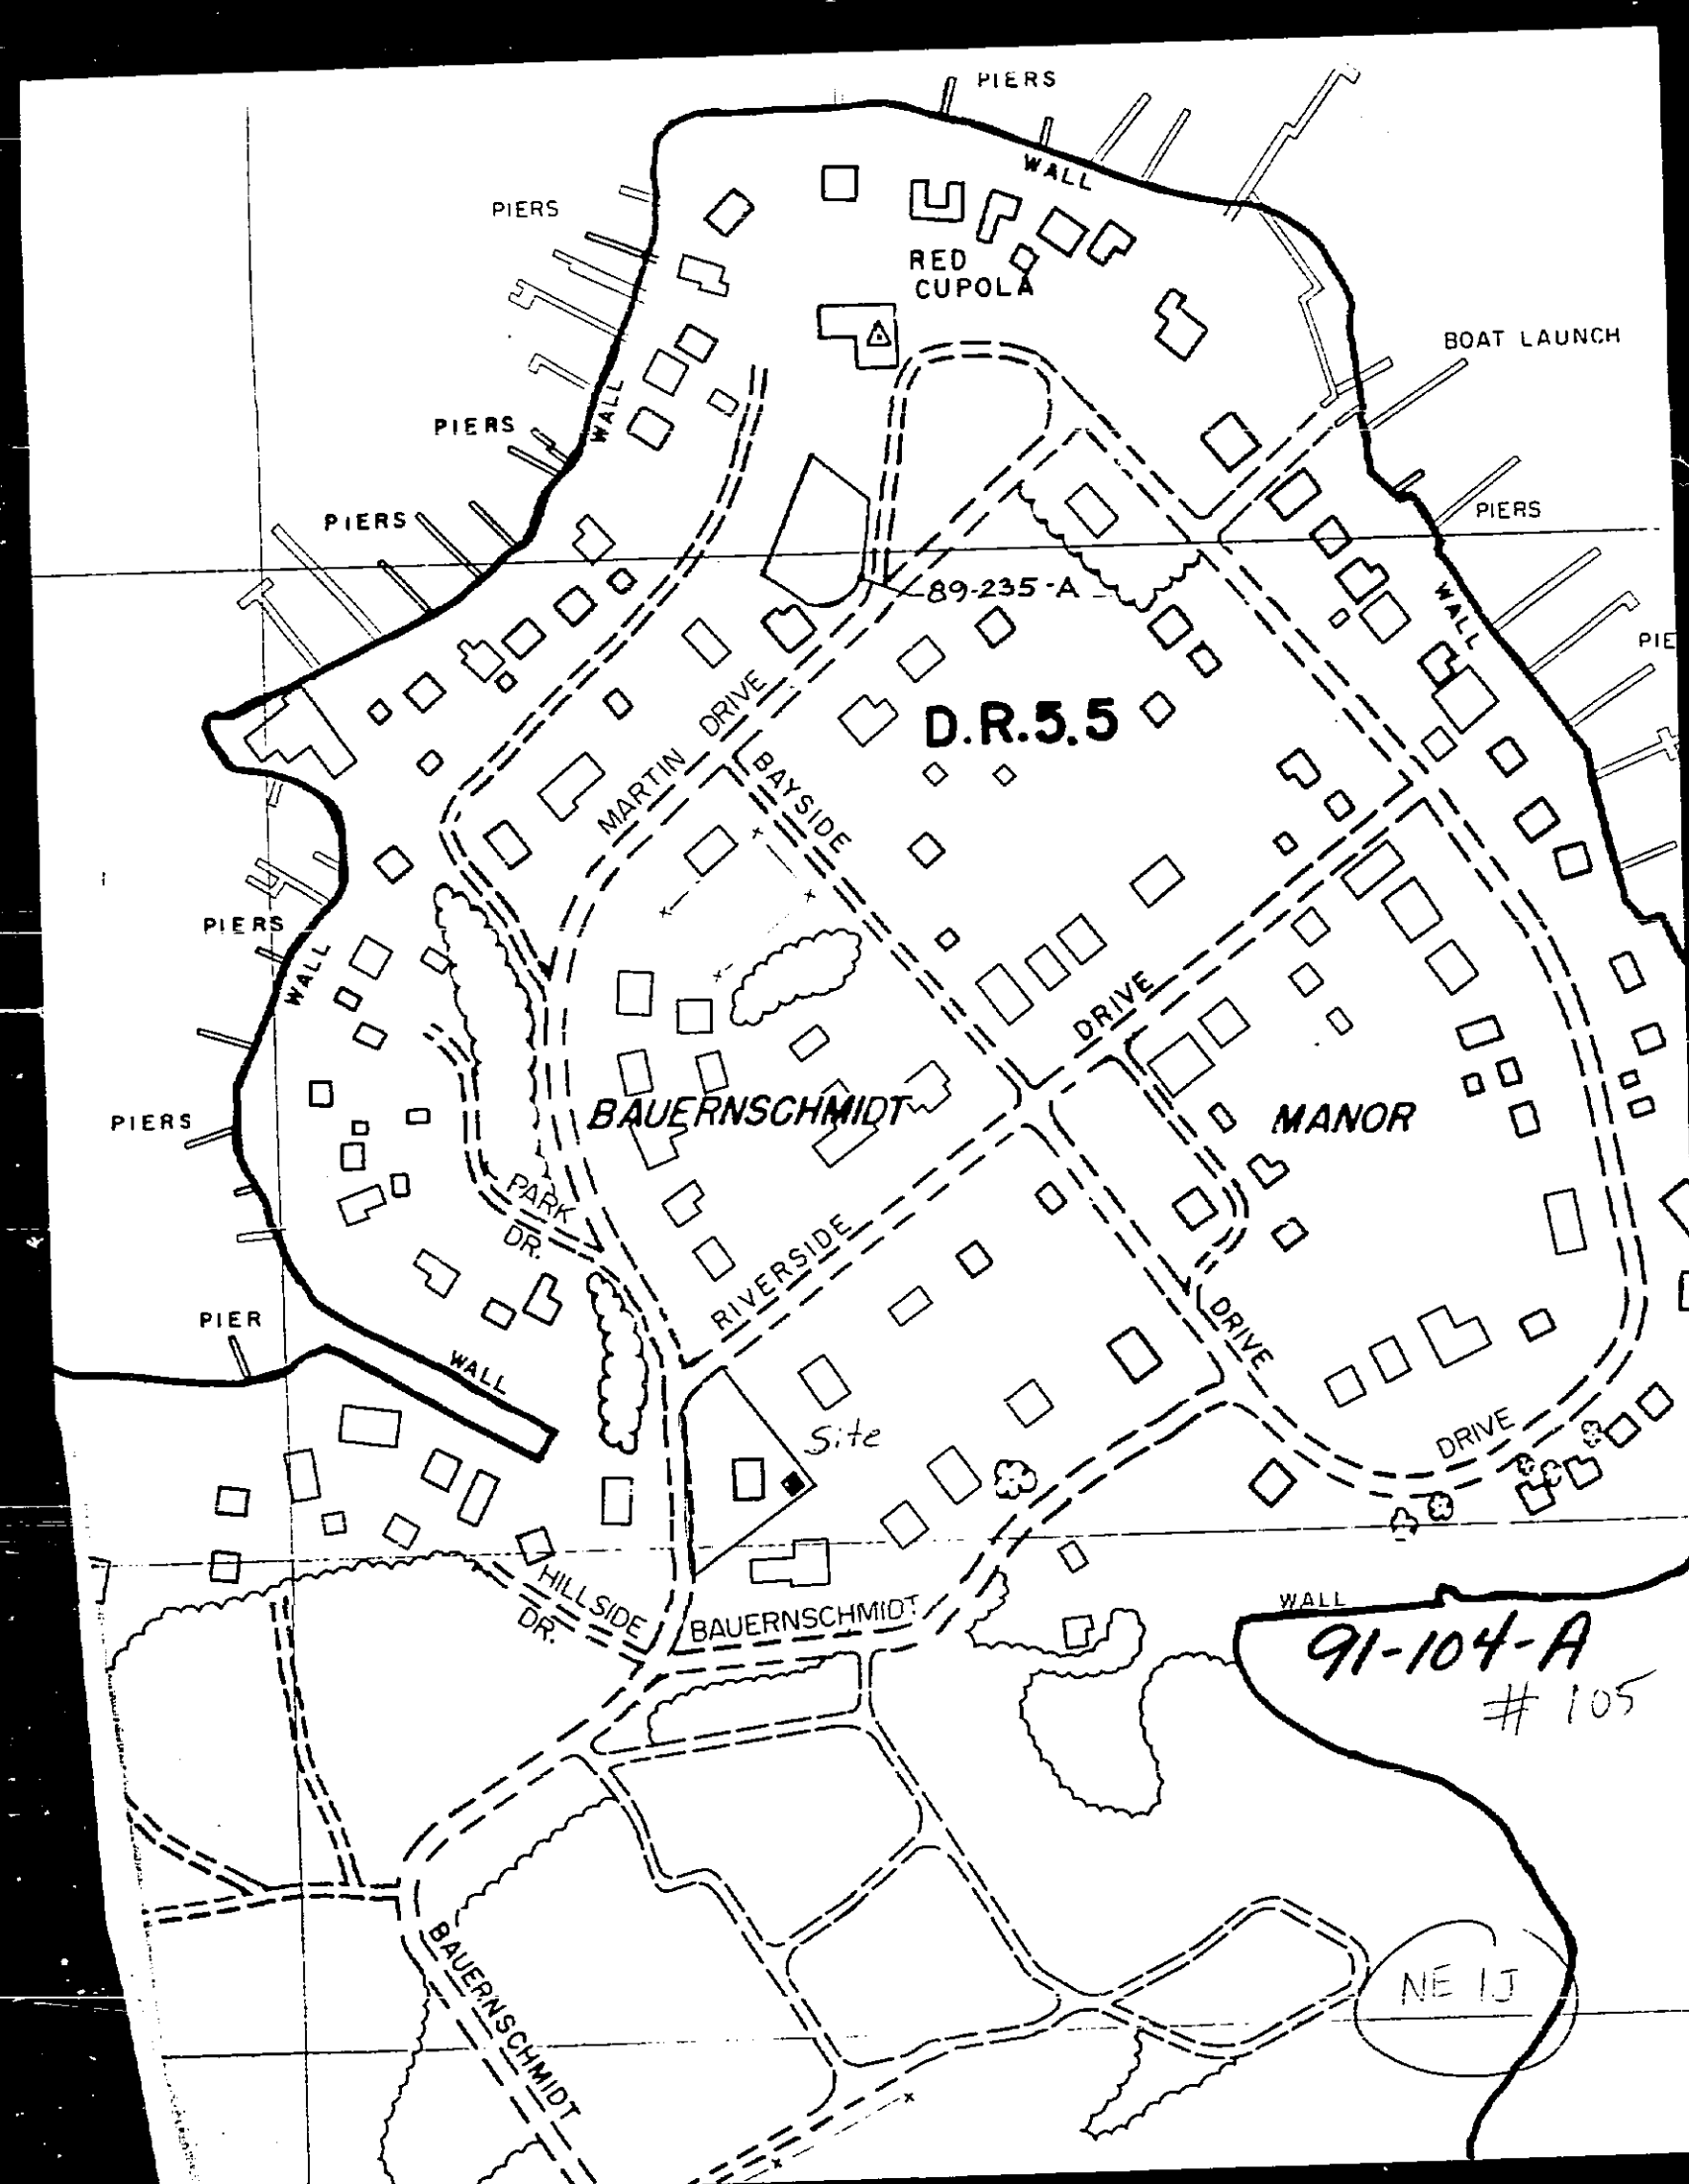 PIERS
WALL
PIERS
RED
CUPOLA
BOAT LAUNCH
WALL
PIERS
PIERS
PIERS
89-235-A
WALL
PIE
MARTIN DRIVE
D.R.5.5
BAYSIDE
PIERS
WALL
DRIVE
PIERS
BAUERNSCHMIDT
MANOR
PARK
DR.
RIVERSIDE
PIER
WALL
DRIVE
DRIVE
Site
HILLSIDE
DR.
BAUERNSCHMIDT
WALL
91-104-A
# 105
NE 1J
BAUERNSCHMIDT